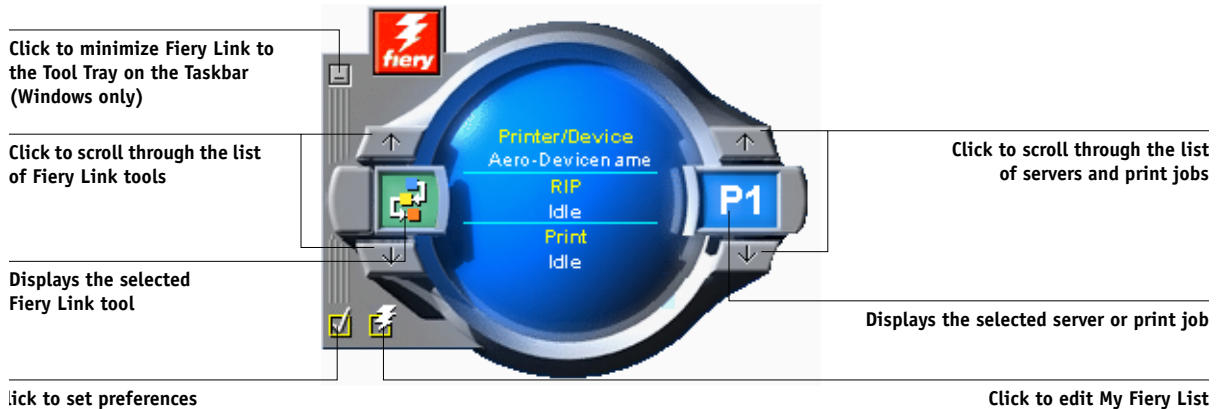 Click to minimize Fiery Link to
the Tool Tray on the Taskbar
(Windows only)
fiery
Click to scroll through the list
of Fiery Link tools
Printer/Device
Aero-Devicen ame
RIP
Idle
Print
Idle
P1
Click to scroll through the list
of servers and print jobs
Displays the selected
Fiery Link tool
Displays the selected server or print job
lick to set preferences
Click to edit My Fiery List